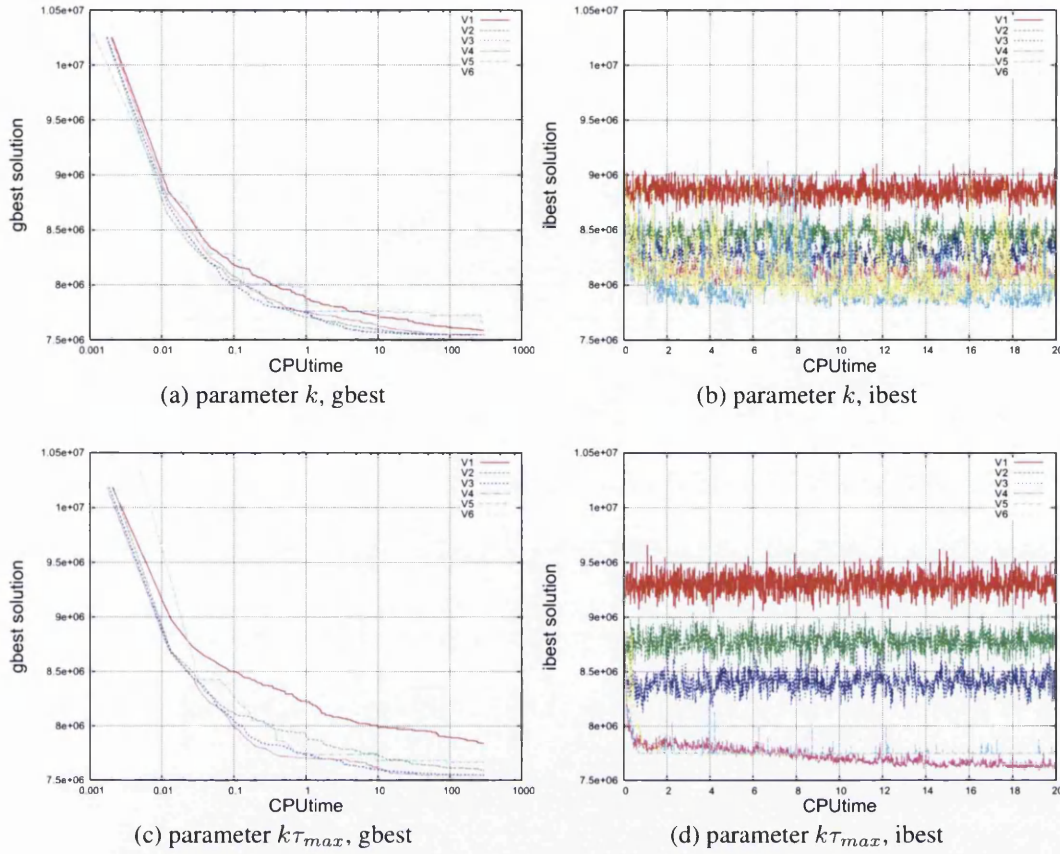 1.05e+07
1e+07
9.5e+06
9e+06
8.5e+06
8e+06
7.5e+06
gbest solution
V1
V2
V3
V4
V5
V6
0.001 0.01 0.1 1 10 100 1000
CPUtime
(a) parameter k, gbest
1.05e+07
1e+07
9.5e+06
9e+06
8.5e+06
8e+06
7.5e+06
ibest solution
V1
V2
V3
V4
V5
V6
0 2 4 6 8 10 12 14 16 18 20
CPUtime
(b) parameter k, ibest
1.05e+07
1e+07
9.5e+06
9e+06
8.5e+06
8e+06
7.5e+06
gbest solution
V1
V2
V3
V4
V5
V6
0.001 0.01 0.1 1 10 100 1000
CPUtime
(c) parameter kτmax, gbest
1.05e+07
1e+07
9.5e+06
9e+06
8.5e+06
8e+06
7.5e+06
ibest solution
V1
V2
V3
V4
V5
V6
0 2 4 6 8 10 12 14 16 18 20
CPUtime
(d) parameter kτmax, ibest